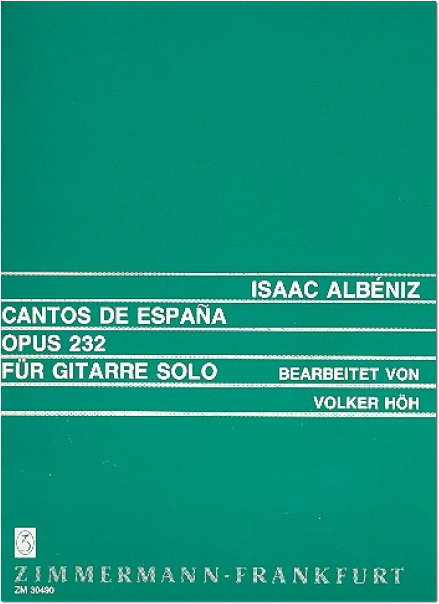 ISAAC ALBÉNIZ
CANTOS DE ESPAÑA
OPUS 232
FÜR GITARRE SOLO
BEARBEITET VON
VOLKER HÖH
ZIMMERMANN-FRANKFURT
ZM 30490